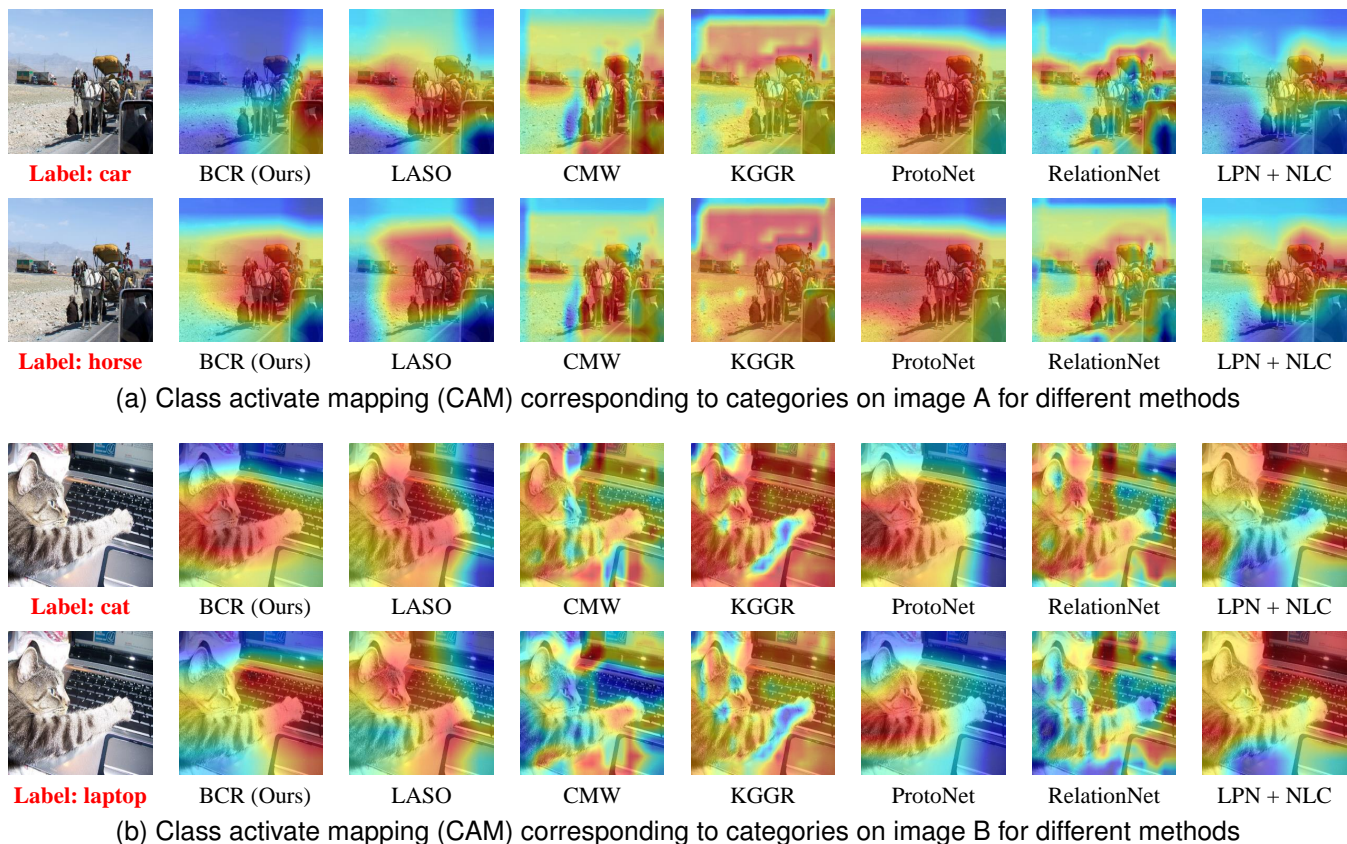 Label: car BCR (Ours) LASO CMW KGGR ProtoNet RelationNet LPN + NLC
Label: horse BCR (Ours) LASO CMW KGGR ProtoNet RelationNet LPN + NLC
(a) Class activate mapping (CAM) corresponding to categories on image A for different methods
Label: cat BCR (Ours) LASO CMW KGGR ProtoNet RelationNet LPN + NLC
Label: laptop BCR (Ours) LASO CMW KGGR ProtoNet RelationNet LPN + NLC
(b) Class activate mapping (CAM) corresponding to categories on image B for different methods